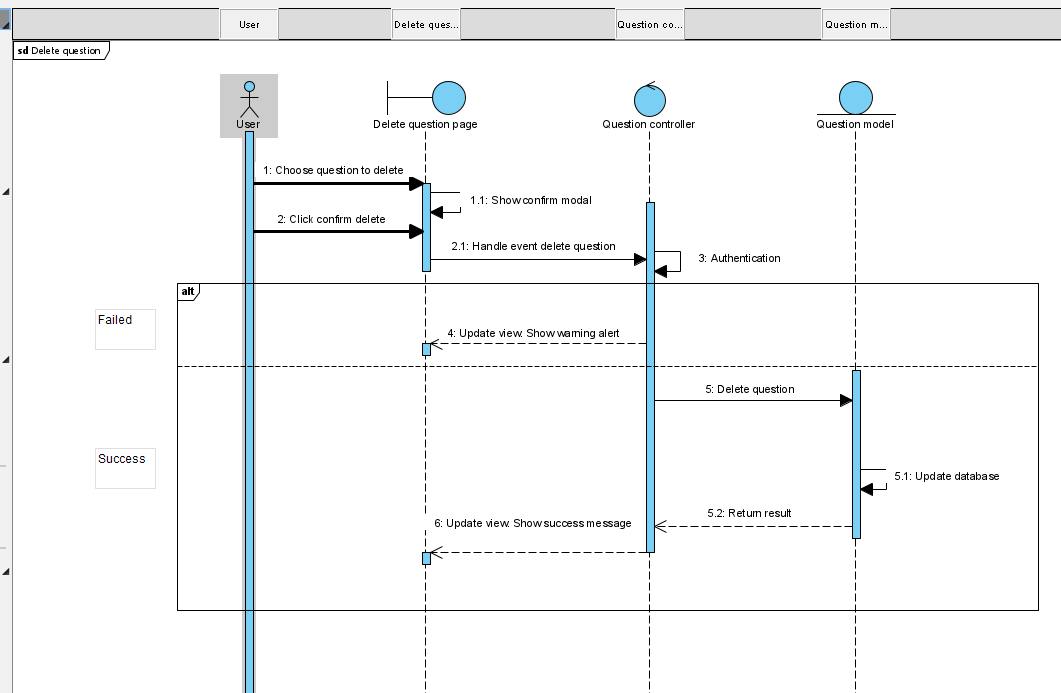 User
Delete ques...
Question co...
Question m...
sd Delete question
User
Delete question page
Question controller
Question model
1: Choose question to delete
1.1: Show confirm modal
2: Click confirm delete
2.1: Handle event delete question
3: Authentication
alt
Failed
4: Update view. Show warning alert
5: Delete question
Success
5.1: Update database
5.2: Return result
6: Update view. Show success message